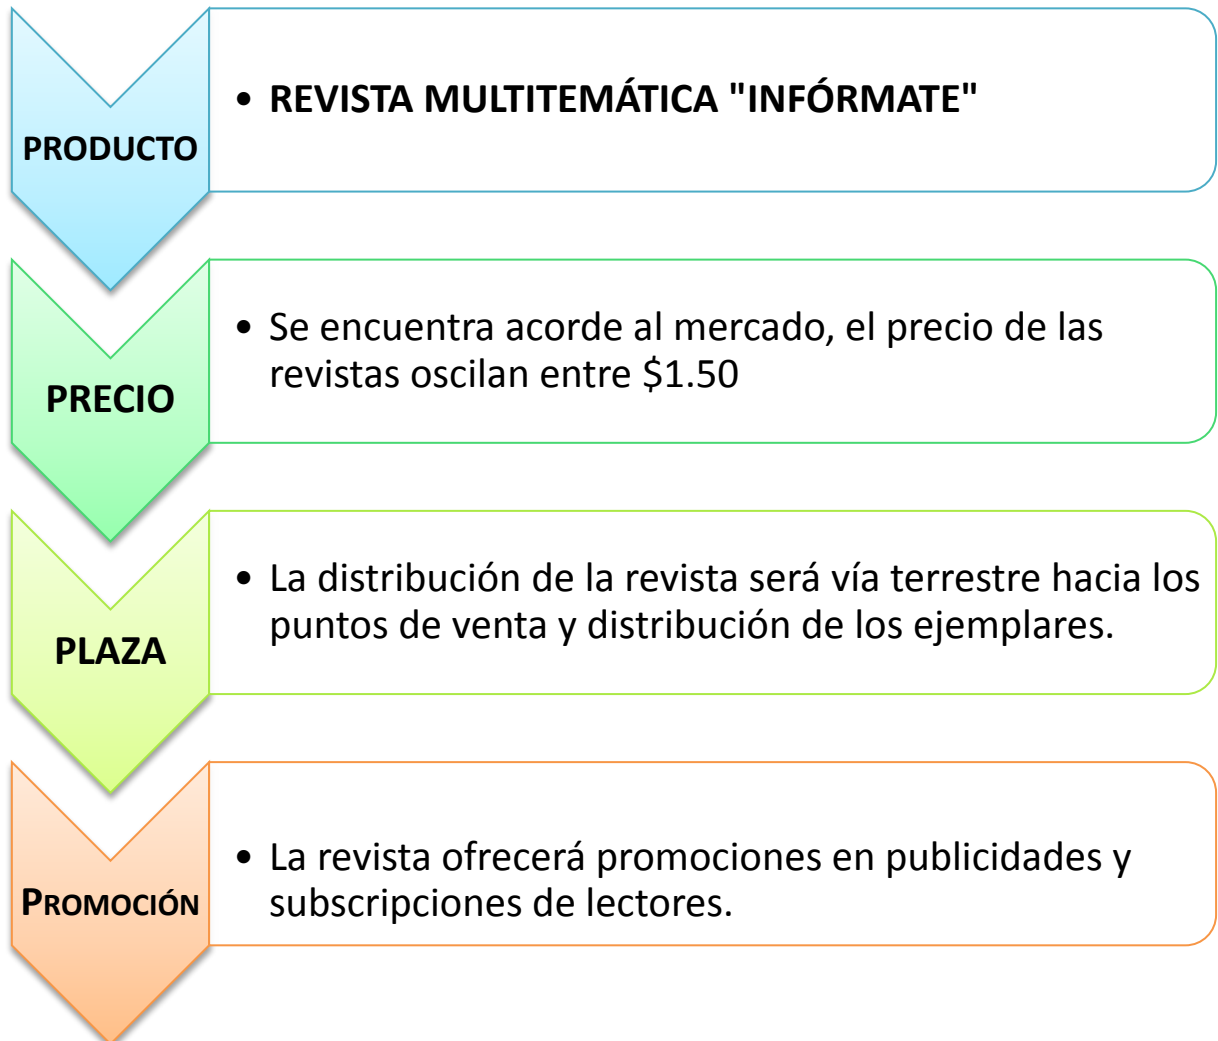 PRODUCTO
• REVISTA MULTITEMÁTICA "INFÓRMATE"
PRECIO
• Se encuentra acorde al mercado, el precio de las
revistas oscilan entre $1.50
PLAZA
• La distribución de la revista será vía terrestre hacia los
puntos de venta y distribución de los ejemplares.
PROMOCIÓN
• La revista ofrecerá promociones en publicidades y
subscripciones de lectores.